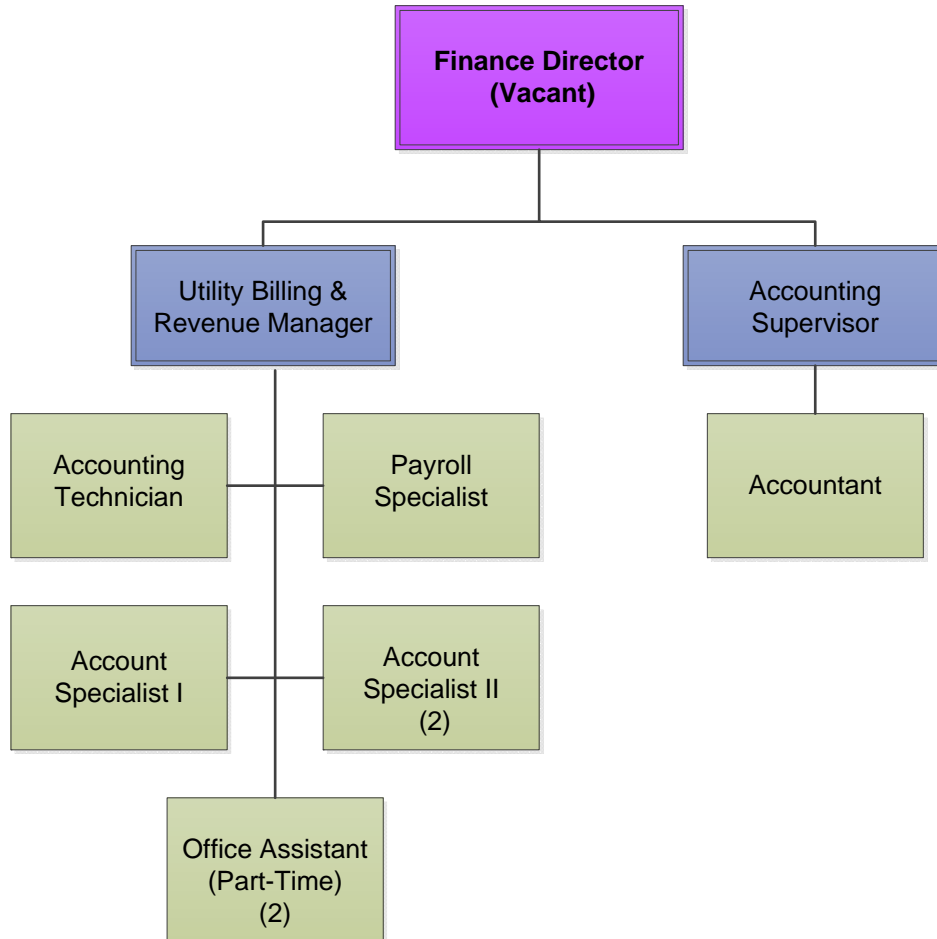 Finance Director
(Vacant)
Utility Billing &
Revenue Manager
Accounting
Supervisor
Accounting
Technician
Payroll
Specialist
Accountant
Account
Specialist I
Account
Specialist II
(2)
Office Assistant
(Part-Time)
(2)